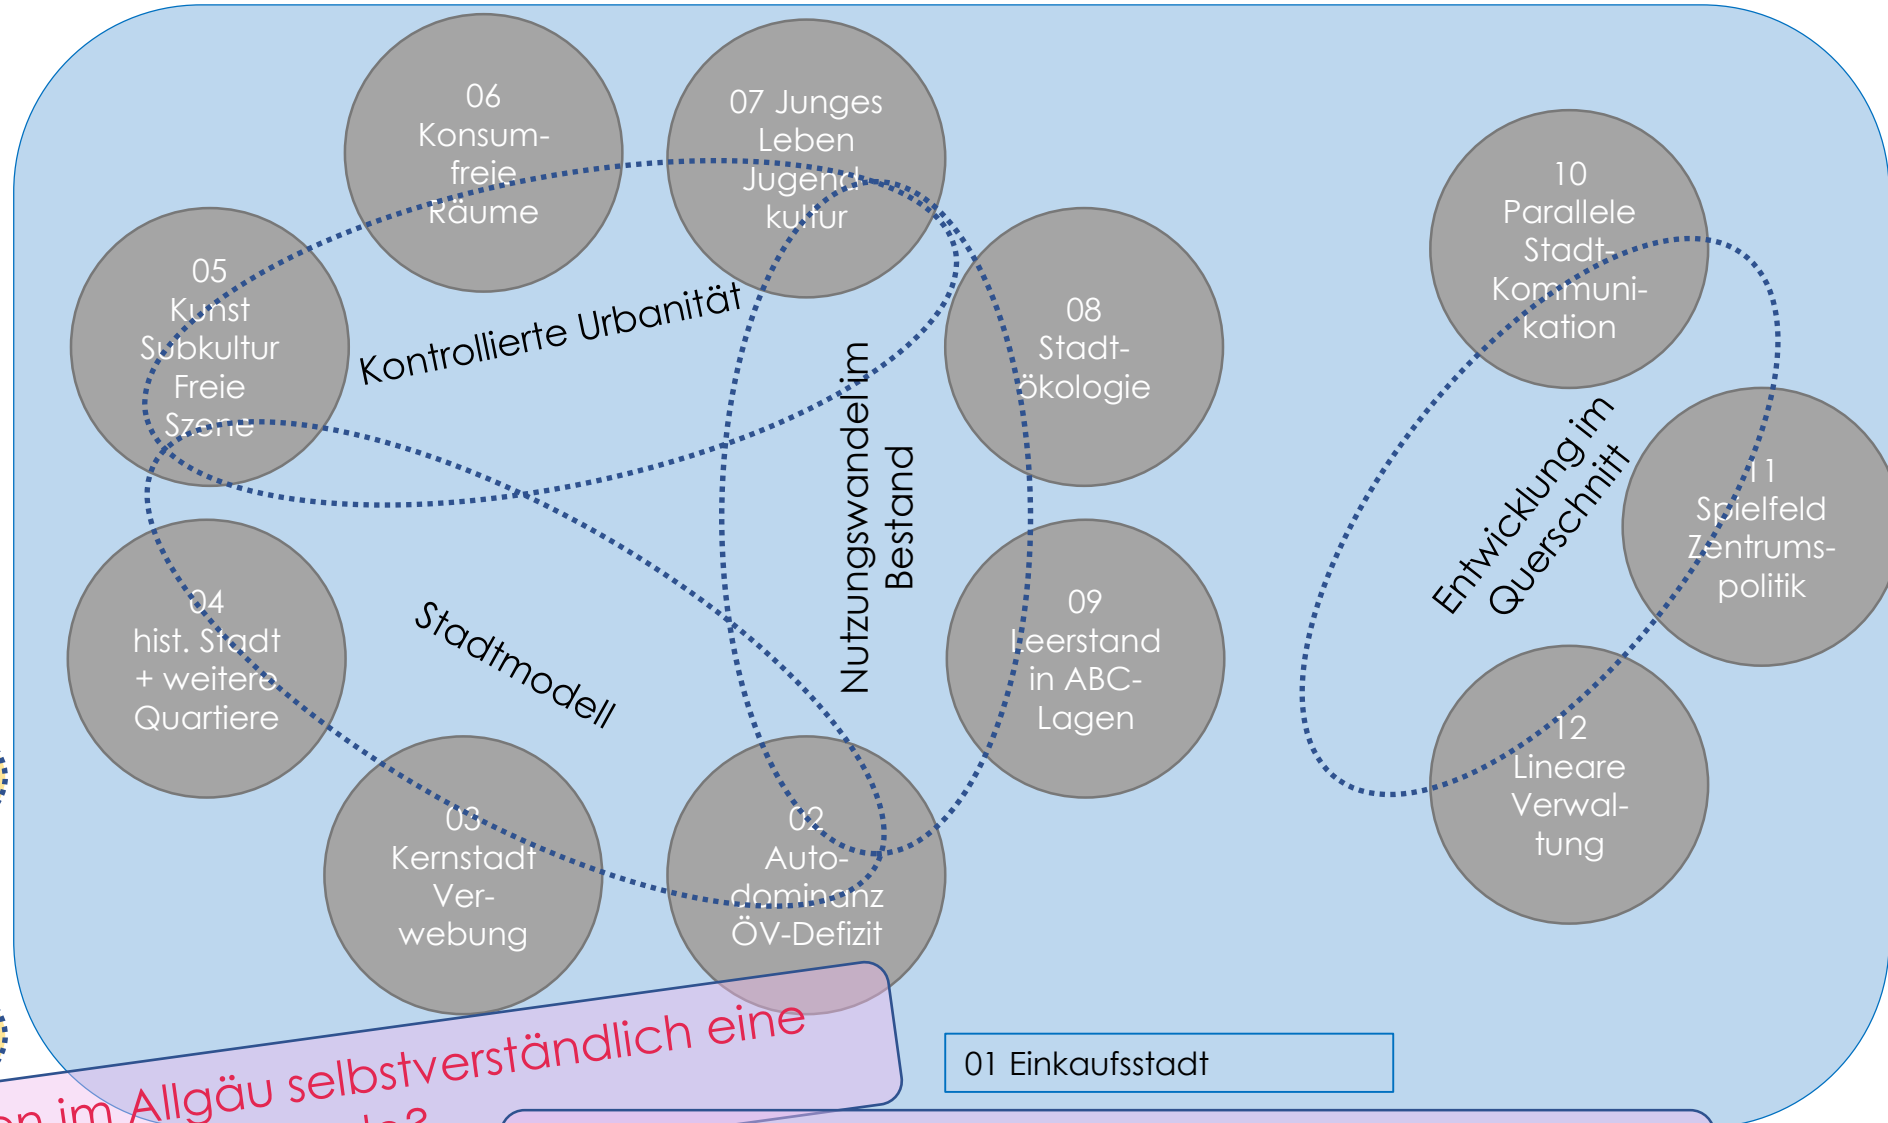 06
Konsum-
freie
Räume
07 Junges
Leben
Jugend-
kultur
05
Kunst
Subkultur
Freie
Szene
08
Stadt-
ökologie
10
Parallele
Stadt-
Kommuni-
kation
Kontrollierte Urbanität
Nutzungswandel im
Bestand
Entwicklung im
Querschnitt
11
Spielfeld
Zentrums-
politik
04
hist. Stadt
+ weitere
Quartiere
Stadtmodell
09
Leerstand
in ABC-
Lagen
12
Lineare
Verwal-
tung
03
Kernstadt
Ver-
webung
02
Auto-
dominanz
ÖV-Defizit
im Allgäu selbstverständlich eine
01 Einkaufsstadt